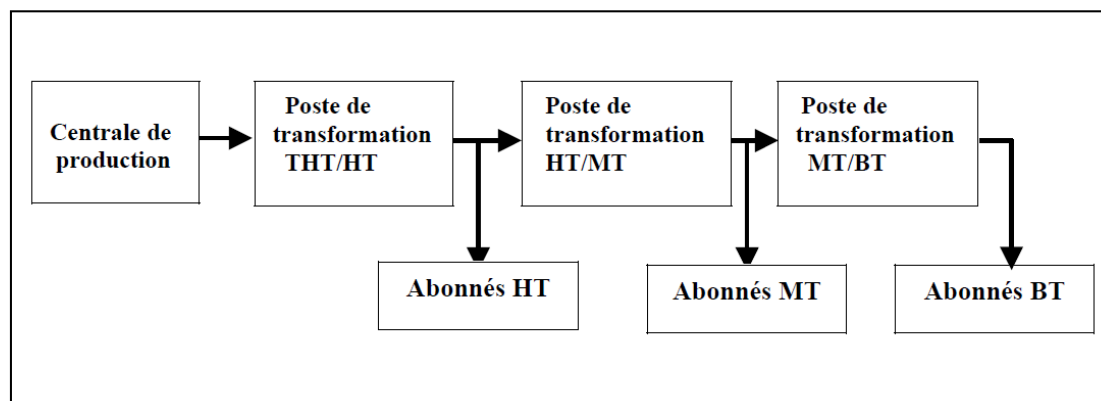 Centrale de
production
Poste de
transformation
THT/HT
Poste de
transformation
HT/MT
Poste de
transformation
MT/BT
Abonnés HT
Abonnés MT
Abonnés BT